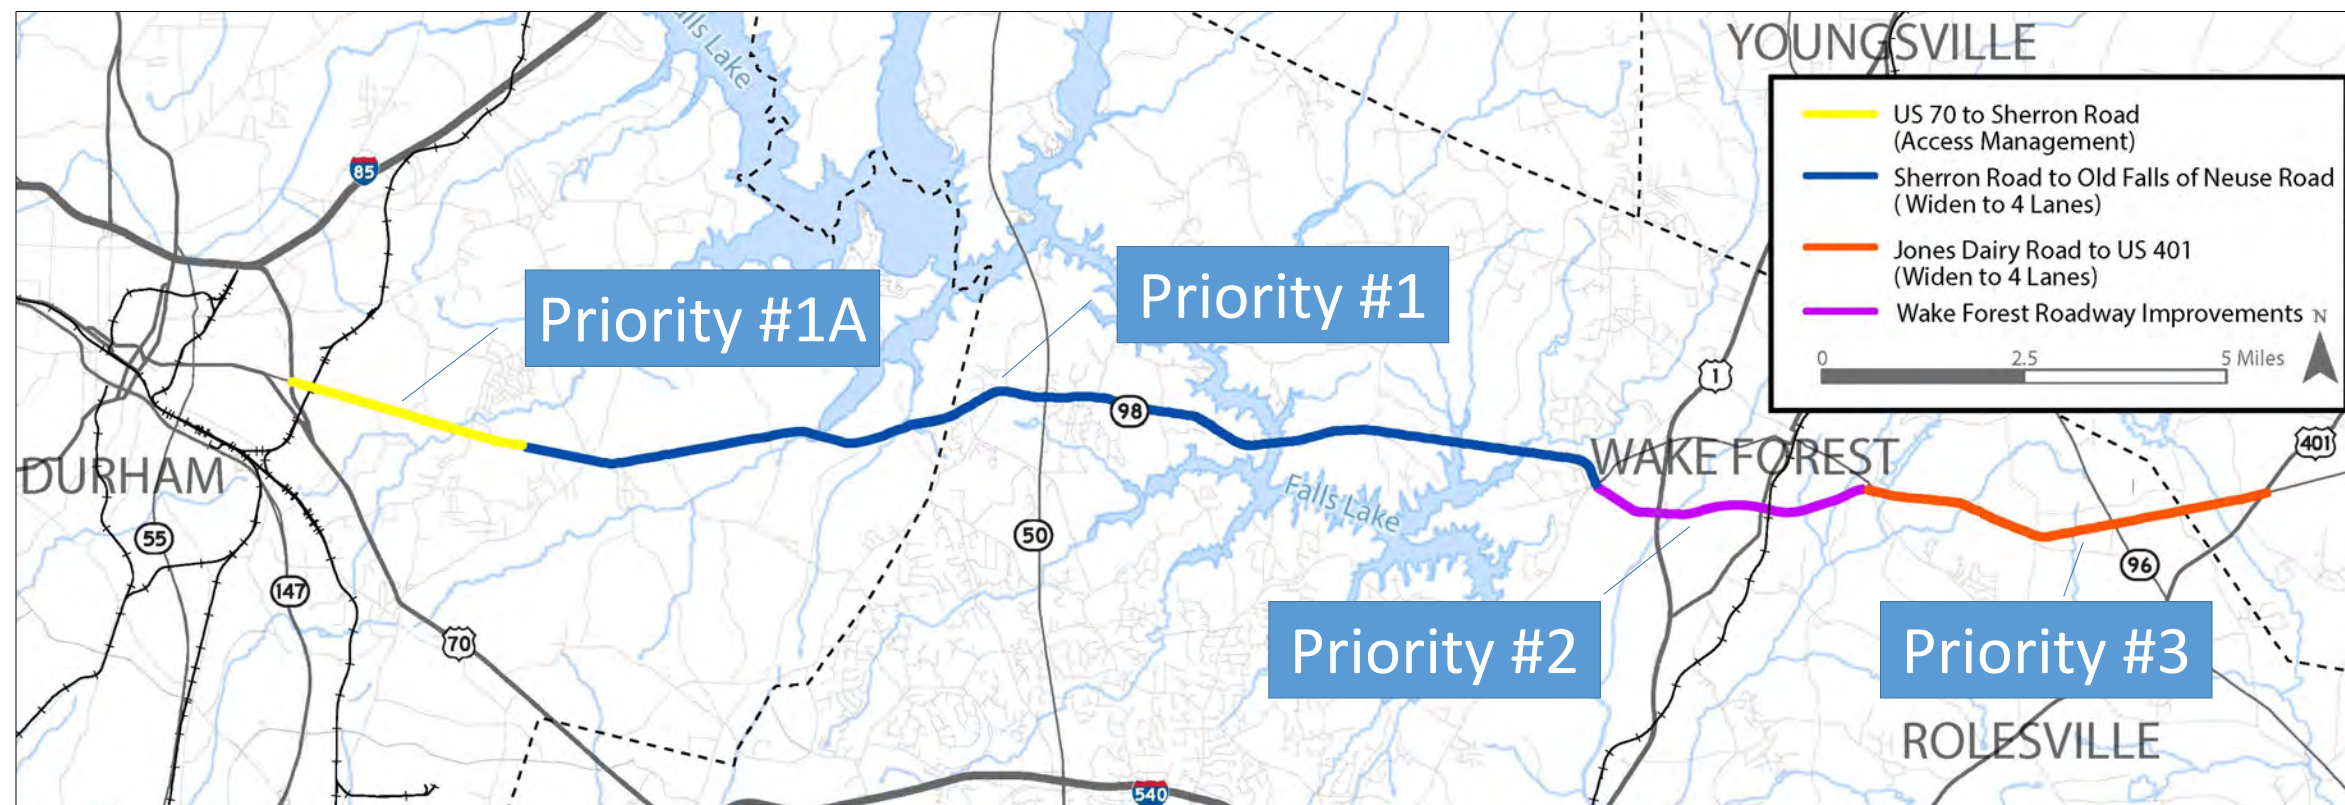 Falls Lake
YOUNGSVILLE
US 70 to Sherron Road
(Access Management)
Sherron Road to Old Falls of Neuse Road
( Widen to 4 Lanes)
Jones Dairy Road to US 401
(Widen to 4 Lanes)
Wake Forest Roadway Improvements
N
0 2.5 5 Miles
85
Priority #1A
Priority #1
1
98
WAKE FOREST
401
DURHAM
Falls Lake
55
50
96
147
70
Priority #2
Priority #3
ROLESVILLE
540